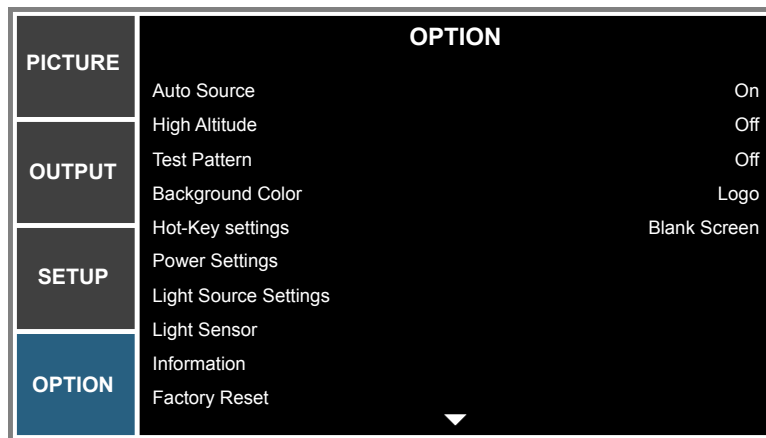 PICTURE
OUTPUT
SETUP
OPTION
OPTION
Auto Source On
High Altitude Off
Test Pattern Off
Background Color Logo
Hot-Key settings Blank Screen
Power Settings
Light Source Settings
Light Sensor
Information
Factory Reset